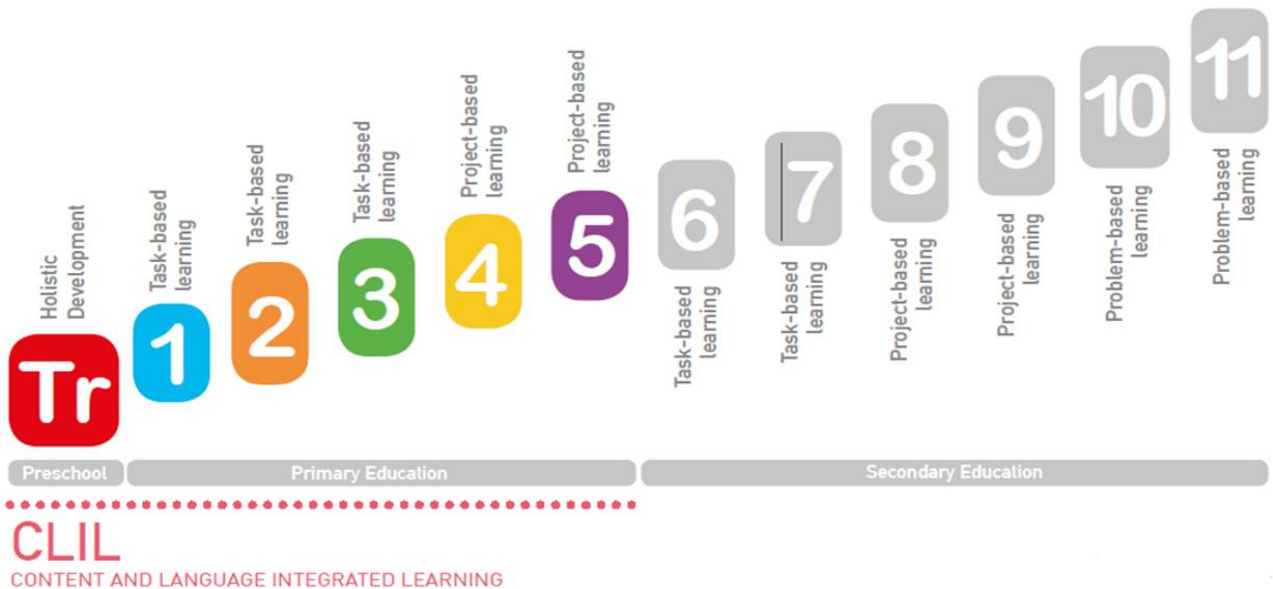 Holistic
Development
Tr
Task-based
learning
1
Task-based
learning
2
Task-based
learning
3
Project-based
learning
4
Project-based
learning
5
6
Task-based
learning
7
Task-based
learning
8
Project-based
learning
9
Project-based
learning
10
Problem-based
learning
11
Problem-based
learning
Preschool
Primary Education
Secondary Education
CLIL
CONTENT AND LANGUAGE INTEGRATED LEARNING